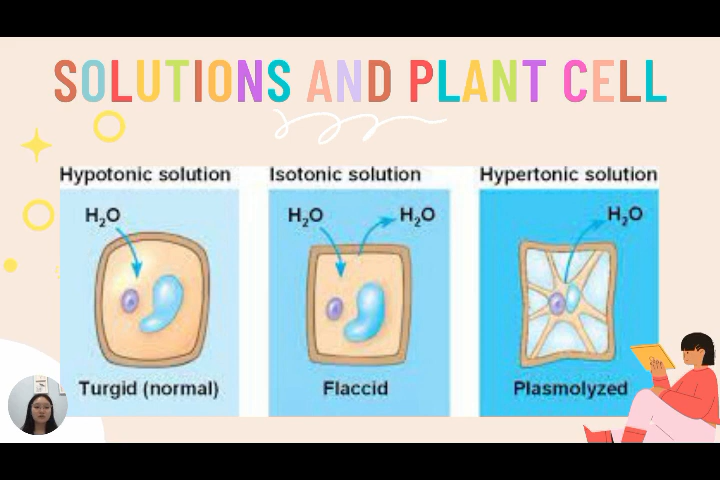 SOLUTIONS AND PLANT CELL
Hypotonic solution
Isotonic solution
Hypertonic solution
H₂O
H₂O
H₂O
H₂O
Turgid (normal)
Flaccid
Plasmolyzed